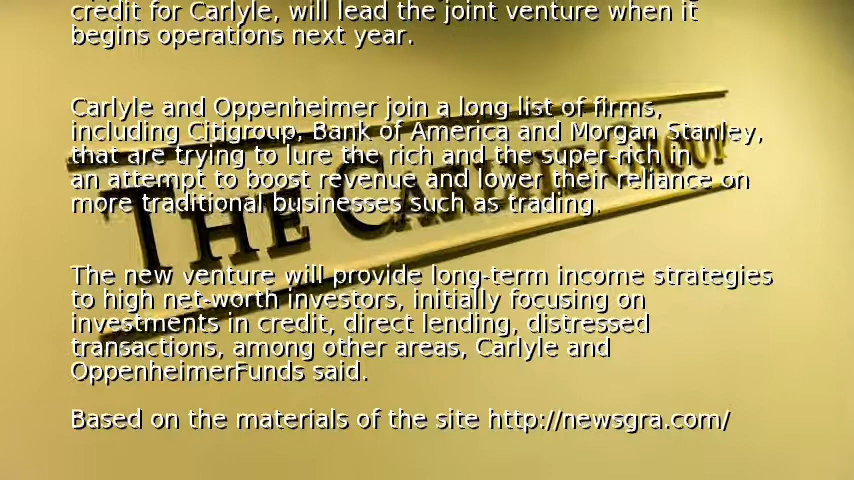 credit for Carlyle, will lead the joint venture when it
begins operations next year.
Carlyle and Oppenheimer join a long list of firms,
including Citigroup, Bank of America and Morgan Stanley,
that are trying to lure the rich and the super-rich in
an attempt to boost revenue and lower their reliance on
more traditional businesses such as trading.
THE CARLYLE GROUP
The new venture will provide long-term income strategies
to high net-worth investors, initially focusing on
investments in credit, direct lending, distressed
transactions, among other areas, Carlyle and
OppenheimerFunds said.
Based on the materials of the site http://newsgra.com/